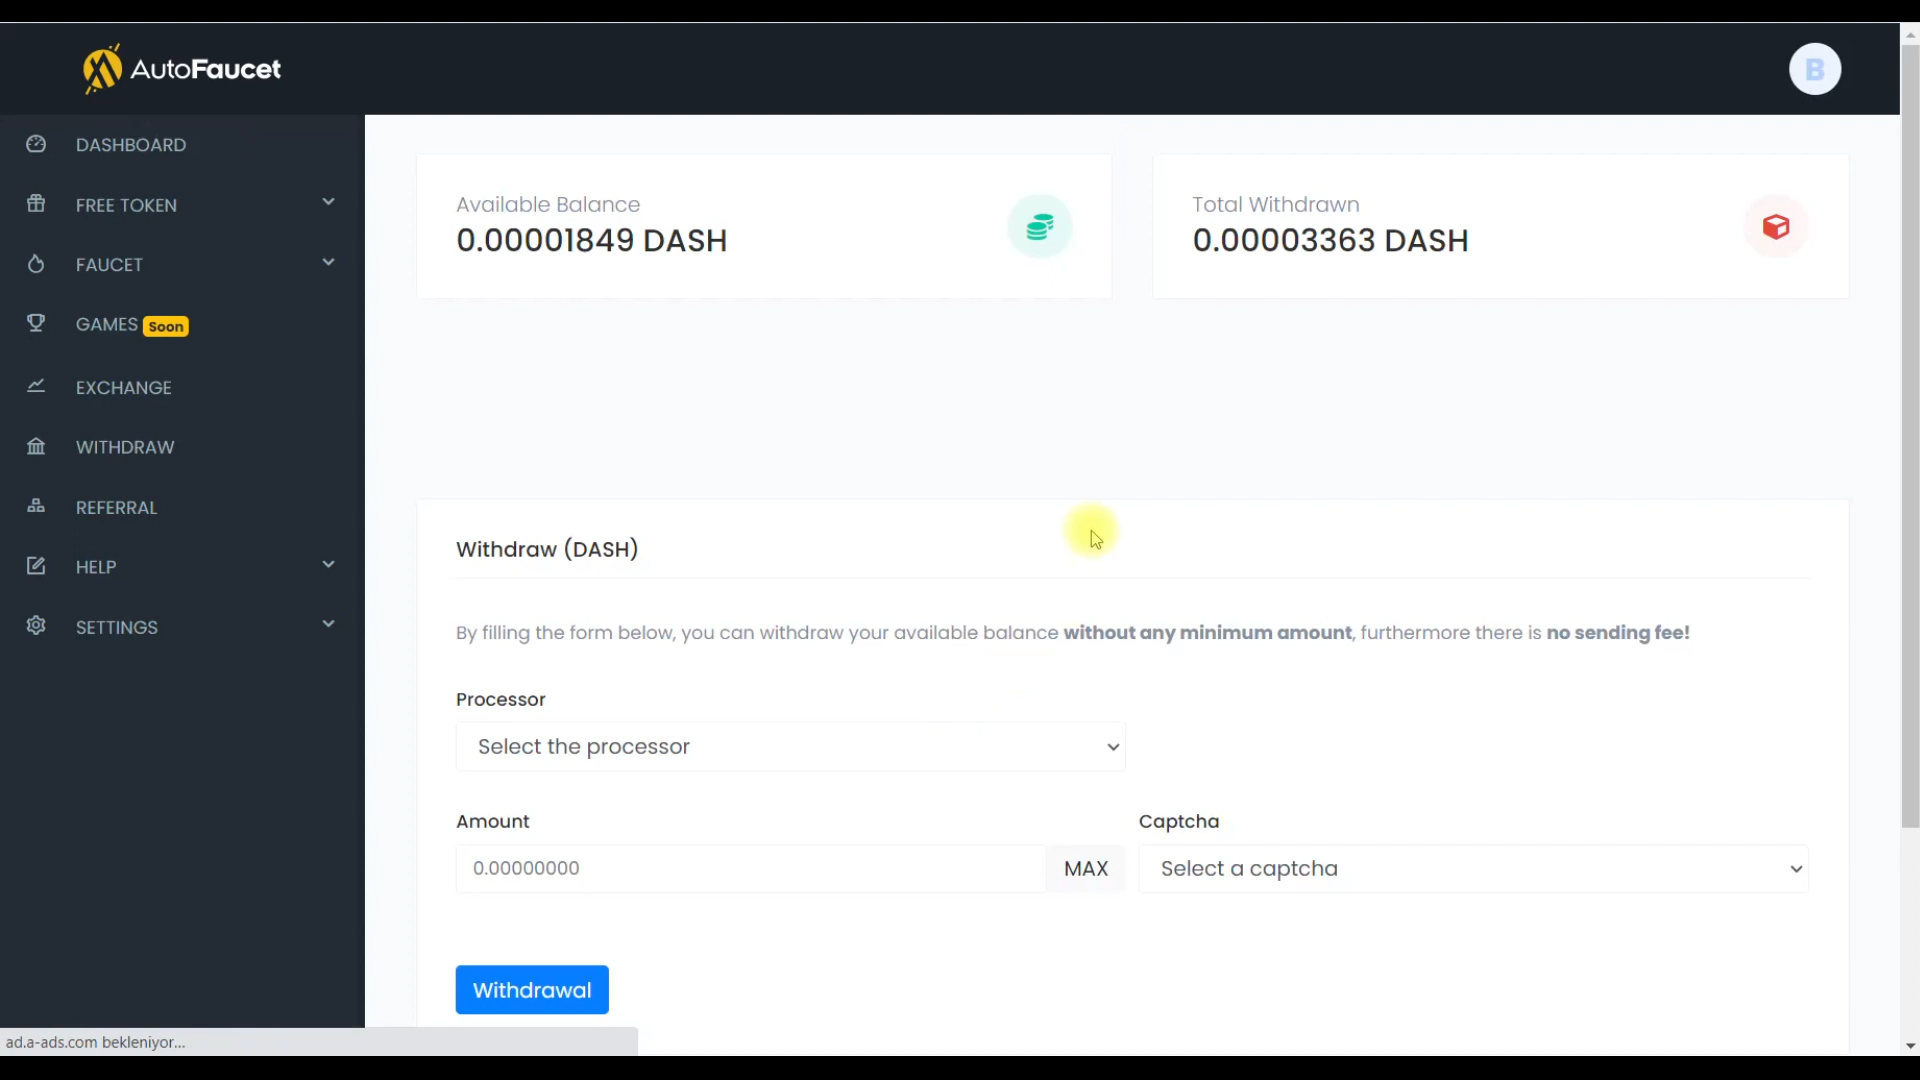 AutoFaucet
B
DASHBOARD
FREE TOKEN
FAUCET
GAMES Soon
EXCHANGE
WITHDRAW
REFERRAL
HELP
SETTINGS
Available Balance
0.00001849 DASH
Total Withdrawn
0.00003363 DASH
Withdraw (DASH)
By filling the form below, you can withdraw your available balance without any minimum amount, furthermore there is no sending fee!
Processor
Select the processor
Amount
0.00000000
MAX
Captcha
Select a captcha
Withdrawal
ad.a-ads.com bekleniyor...